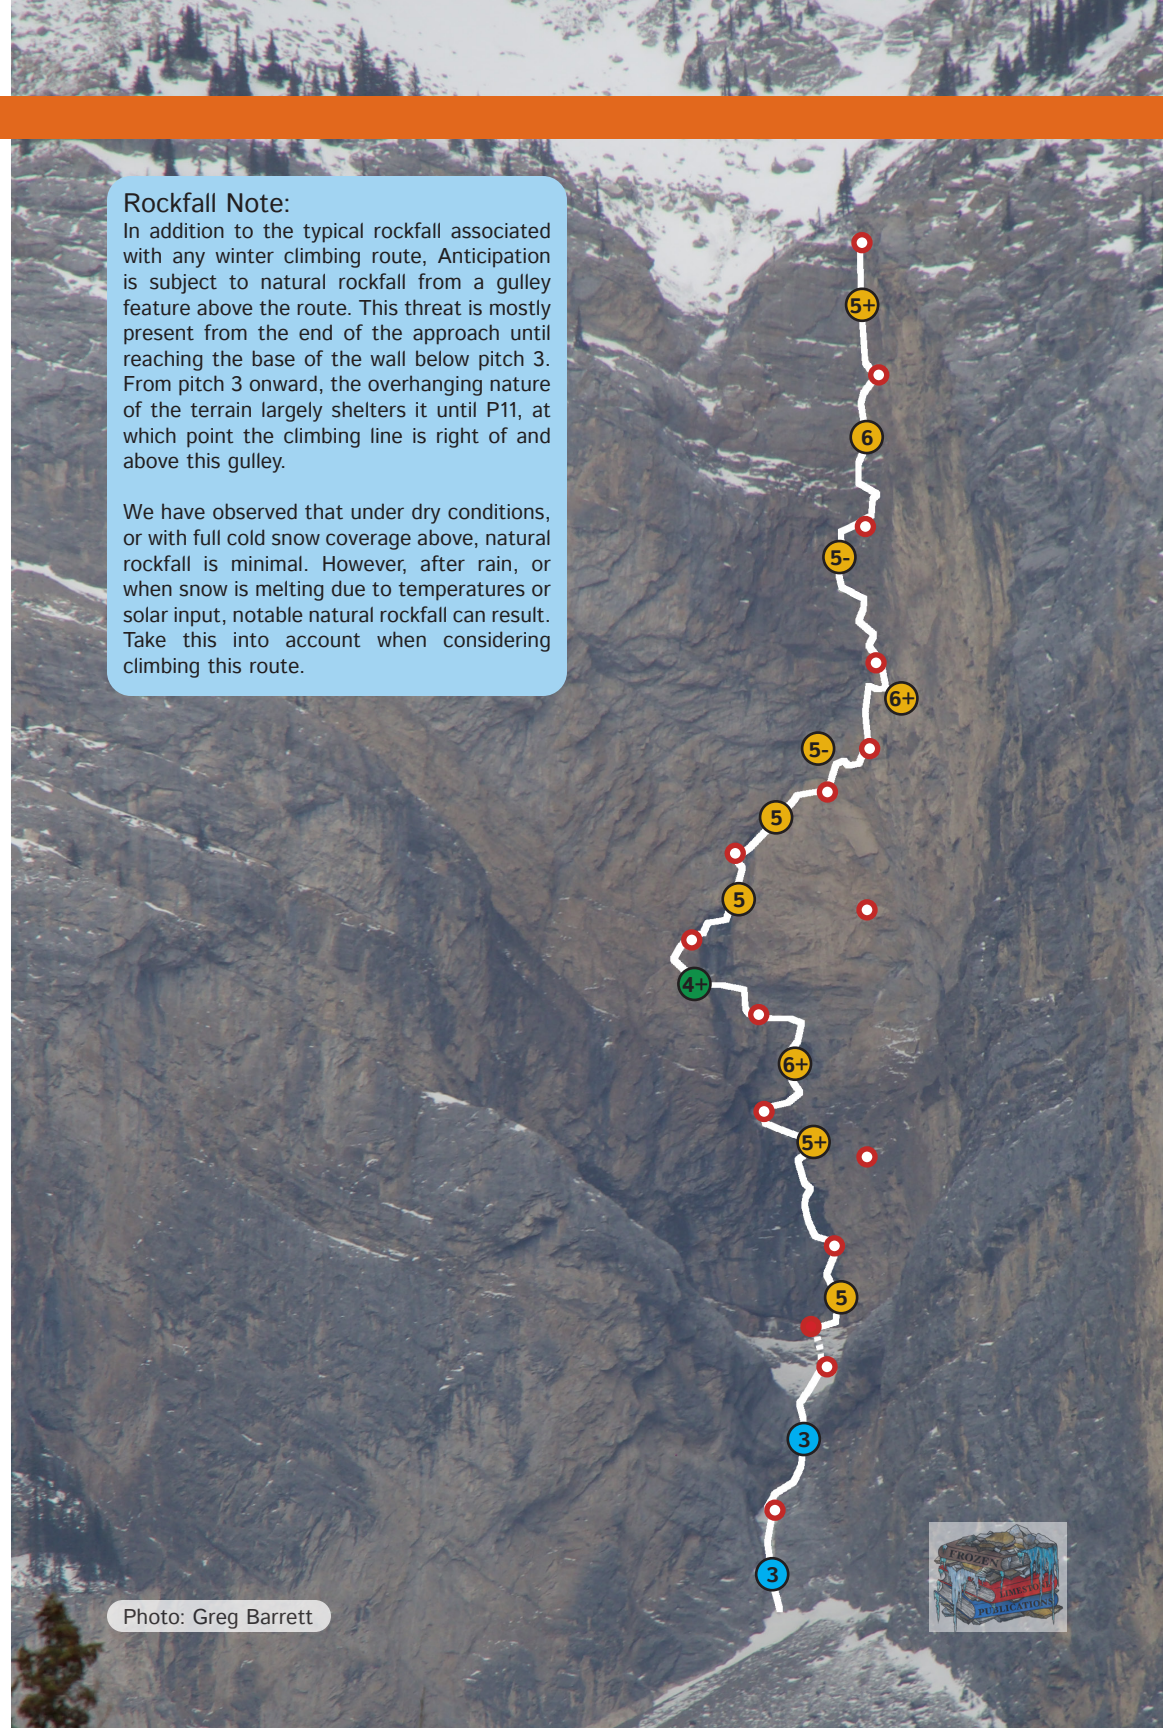 Rockfall Note:
In addition to the typical rockfall associated
with any winter climbing route, Anticipation
is subject to natural rockfall from a gulley
feature above the route. This threat is mostly
present from the end of the approach until
reaching the base of the wall below pitch 3.
From pitch 3 onward, the overhanging nature
of the terrain largely shelters it until P11, at
which point the climbing line is right of and
above this gulley.
We have observed that under dry conditions,
or with full cold snow coverage above, natural
rockfall is minimal. However, after rain, or
when snow is melting due to temperatures or
solar input, notable natural rockfall can result.
Take this into account when considering
climbing this route.
5+
6
5-
6+
5-
5
5
4+
6+
5+
5
3
3
FROZEN
LIMESTONE
PUBLICATIONS
Photo: Greg Barrett